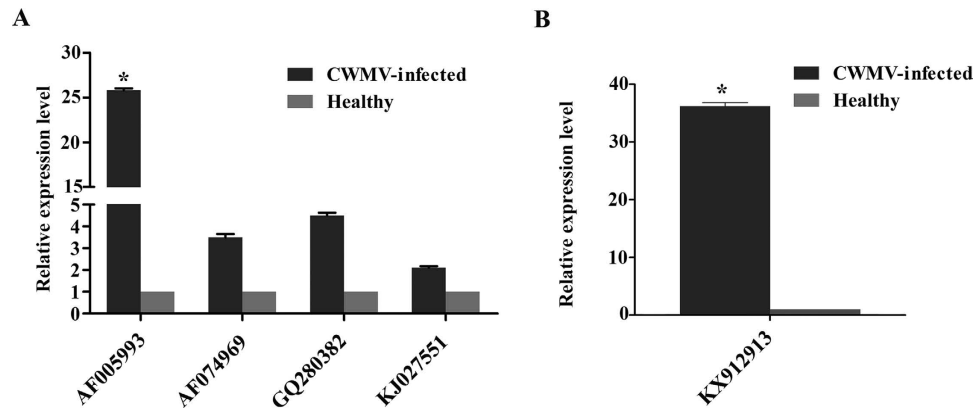 A
Relative expression level
30
25
20
15
5
4
3
2
1
0
*
CWMV-infected
Healthy
AF005993
AF074969
GQ280382
KJ027551
B
Relative expression level
40
30
20
10
0
*
CWMV-infected
Healthy
KX912913